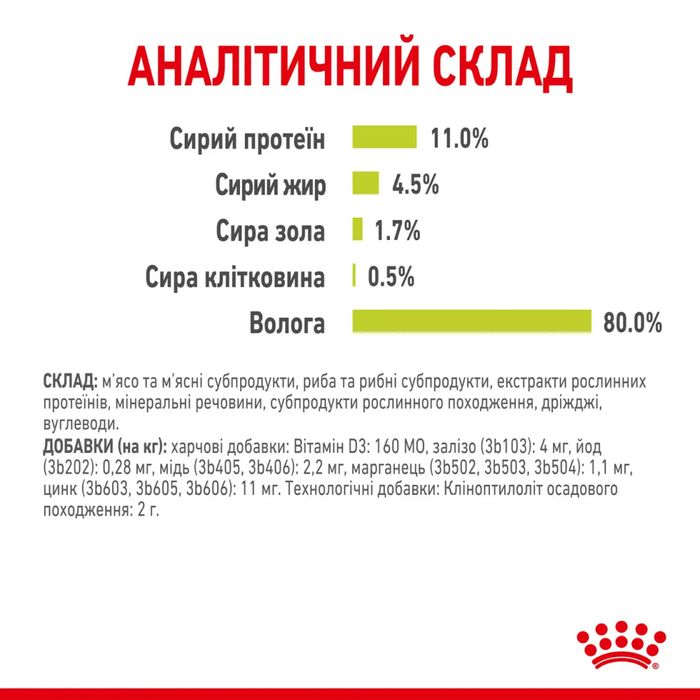 АНАЛІТИЧНИЙ СКЛАД
Сирий протеїн 11.0%
Сирий жир 4.5%
Сира зола 1.7%
Сира клітковина 0.5%
Волога 80.0%
СКЛАД: м'ясо та м'ясні субпродукти, риба та рибні субпродукти, екстракти рослинних
протеїнів, мінеральні речовини, субпродукти рослинного походження, дріжджі,
вуглеводи.
ДОБАВКИ (на кг): харчові добавки: Вітамін D3: 160 МО, залізо (3b103): 4 мг, йод
(3b202): 0,28 мг, мідь (3b405, 3b406): 2,2 мг, марганець (3b502, 3b503, 3b504): 1,1 мг,
цинк (3b603, 3b605, 3b606): 11 мг. Технологічні добавки: Кліноптилоліт осадового
походження: 2 г.
®